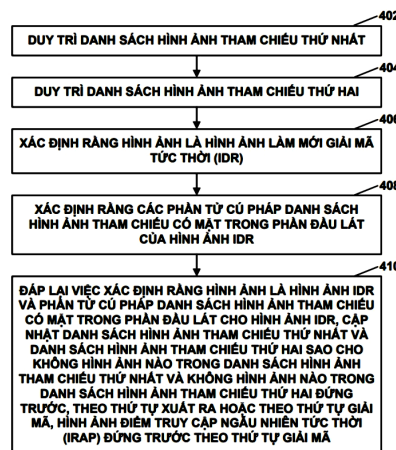 402
DUY TRÌ DANH SÁCH HÌNH ẢNH THAM CHIẾU THỨ NHẤT
404
DUY TRÌ DANH SÁCH HÌNH ẢNH THAM CHIẾU THỨ HAI
406
XÁC ĐỊNH RẰNG HÌNH ẢNH LÀ HÌNH ẢNH LÀM MỚI GIẢI MÃ
TỨC THỜI (IDR)
408
XÁC ĐỊNH RẰNG CÁC PHẦN TỬ CÚ PHÁP DANH SÁCH
HÌNH ẢNH THAM CHIẾU CÓ MẶT TRONG PHẦN ĐẦU LÁT
CỦA HÌNH ẢNH IDR
410
ĐÁP LẠI VIỆC XÁC ĐỊNH RẰNG HÌNH ẢNH LÀ HÌNH ẢNH IDR
VÀ PHẦN TỬ CÚ PHÁP DANH SÁCH HÌNH ẢNH THAM CHIẾU
CÓ MẶT TRONG PHẦN ĐẦU LÁT CHO HÌNH ẢNH IDR, CẬP
NHẬT DANH SÁCH HÌNH ẢNH THAM CHIẾU THỨ NHẤT VÀ
DANH SÁCH HÌNH ẢNH THAM CHIẾU THỨ HAI SAO CHO
KHÔNG HÌNH ẢNH NÀO TRONG DANH SÁCH HÌNH ẢNH
THAM CHIẾU THỨ NHẤT VÀ KHÔNG HÌNH ẢNH NÀO TRONG
DANH SÁCH HÌNH ẢNH THAM CHIẾU THỨ HAI ĐỨNG
TRƯỚC, THEO THỨ TỰ XUẤT RA HOẶC THEO THỨ TỰ GIẢI
MÃ, HÌNH ẢNH ĐIỂM TRUY CẬP NGẪU NHIÊN TỨC THỜI
(IRAP) ĐỨNG TRƯỚC THEO THỨ TỰ GIẢI MÃ